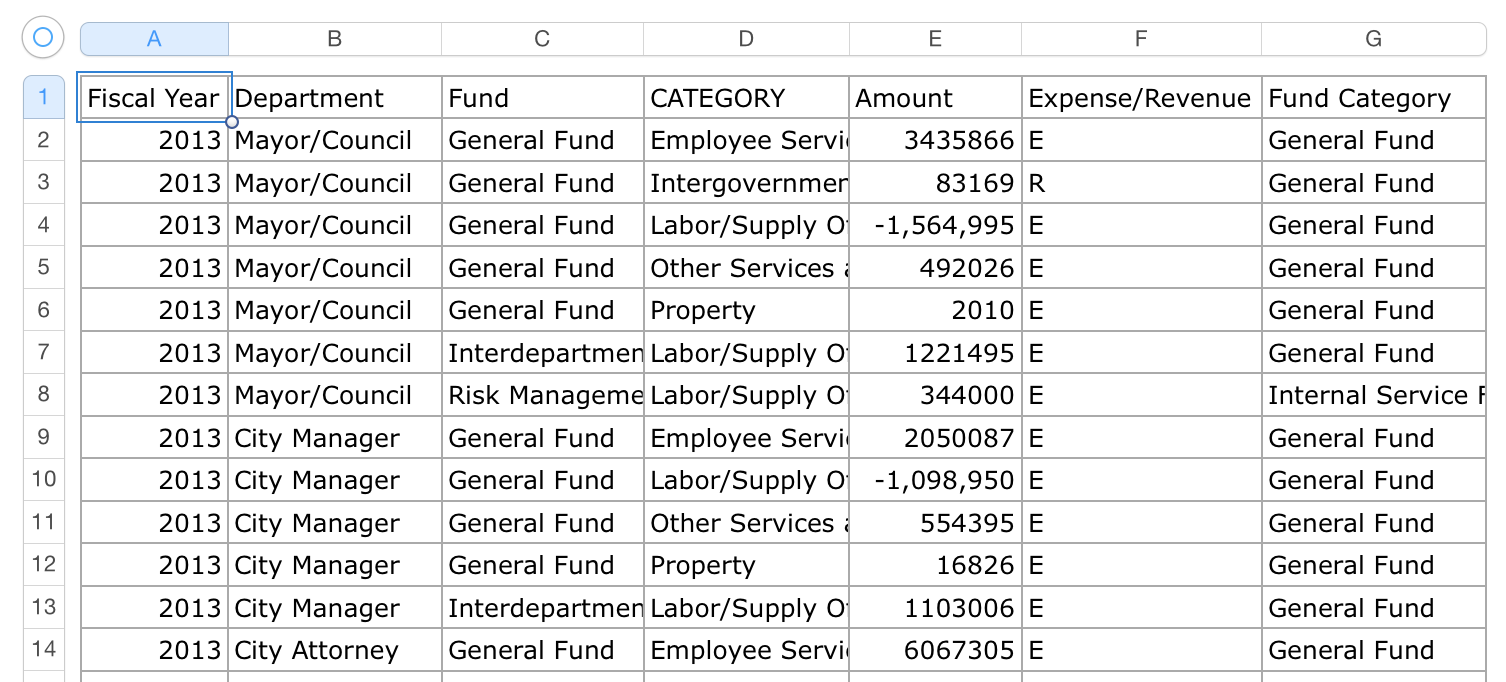 A B C D E F G
1 Fiscal Year Department Fund CATEGORY Amount Expense/Revenue Fund Category
2 2013 Mayor/Council General Fund Employee Servi 3435866 E General Fund
3 2013 Mayor/Council General Fund Intergovernmen 83169 R General Fund
4 2013 Mayor/Council General Fund Labor/Supply Of -1,564,995 E General Fund
5 2013 Mayor/Council General Fund Other Services a 492026 E General Fund
6 2013 Mayor/Council General Fund Property 2010 E General Fund
7 2013 Mayor/Council Interdepartmen Labor/Supply Of 1221495 E General Fund
8 2013 Mayor/Council Risk Manageme Labor/Supply Of 344000 E Internal Service F
9 2013 City Manager General Fund Employee Servi 2050087 E General Fund
10 2013 City Manager General Fund Labor/Supply Of -1,098,950 E General Fund
11 2013 City Manager General Fund Other Services a 554395 E General Fund
12 2013 City Manager General Fund Property 16826 E General Fund
13 2013 City Manager Interdepartmen Labor/Supply Of 1103006 E General Fund
14 2013 City Attorney General Fund Employee Servi 6067305 E General Fund